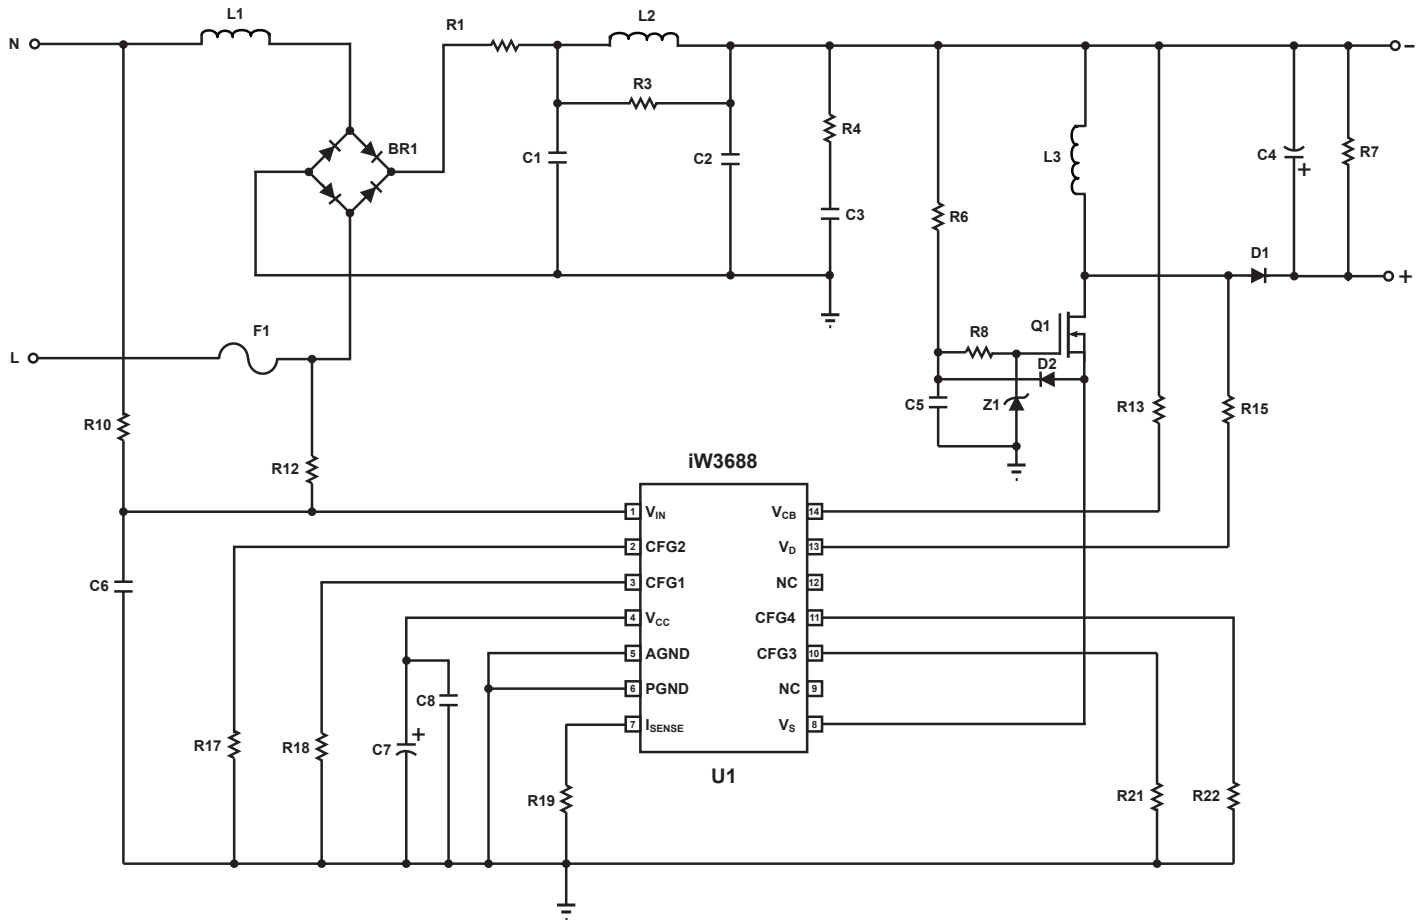 L1
N
R1
L2
−
R3
R4
BR1
C1
C2
L3
C4
+
R7
C3
R6
D1
+
F1
L
R8
Q1
D2
C5
Z1
R13
R15
R10
R12
iW3688
1 VIN
VCB 14
2 CFG2
VD 13
C6
3 CFG1
NC 12
4 VCC
CFG4 11
5 AGND
CFG3 10
C8
6 PGND
NC 9
7 ISENSE
VS 8
R17
R18
C7
+
U1
R19
R21
R22